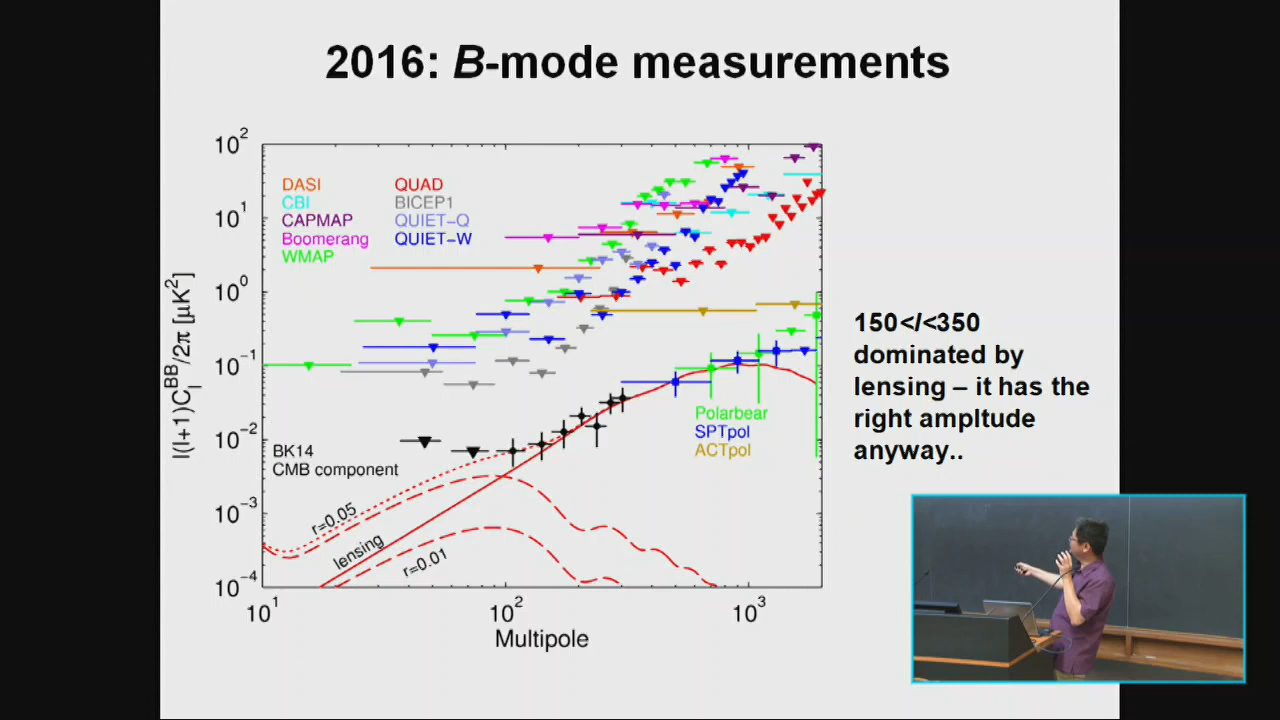 2016: B-mode measurements
l(l+1)C_l^BB/2π [μK²]
10²
10¹
10⁰
10⁻¹
10⁻²
10⁻³
10⁻⁴
DASI
CBI
CAPMAP
Boomerang
WMAP
QUAD
BICEP1
QUIET-Q
QUIET-W
Polarbear
SPTpol
ACTpol
BK14
CMB component
r=0.05
lensing
r=0.01
10¹
10²
10³
Multipole
150</<350
dominated by
lensing – it has the
right ampltude
anyway..